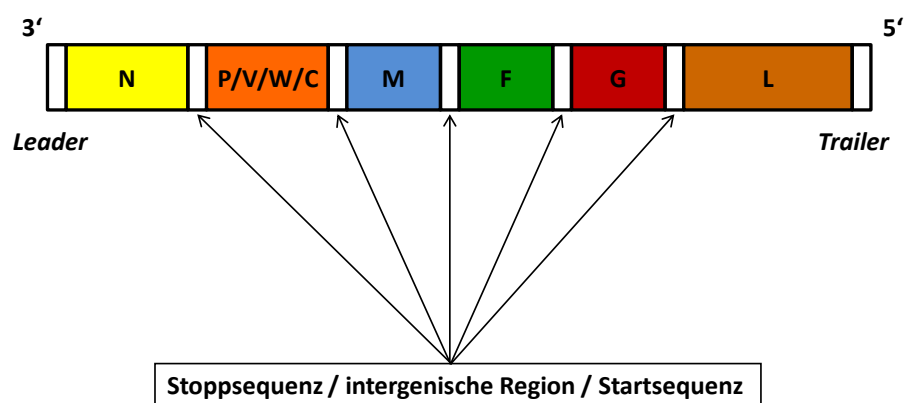 3‘ 5‘
N P/V/W/C M F G L
Leader Trailer
Stoppsequenz / intergenische Region / Startsequenz